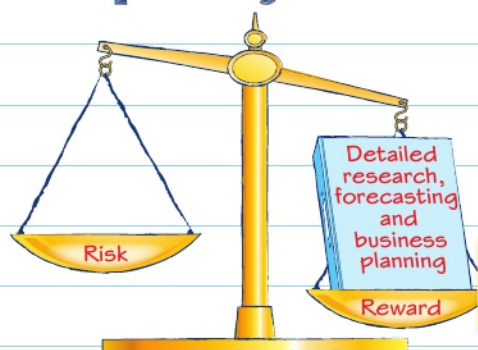 Detailed
research,
forecasting
and
business
planning
Risk
Reward